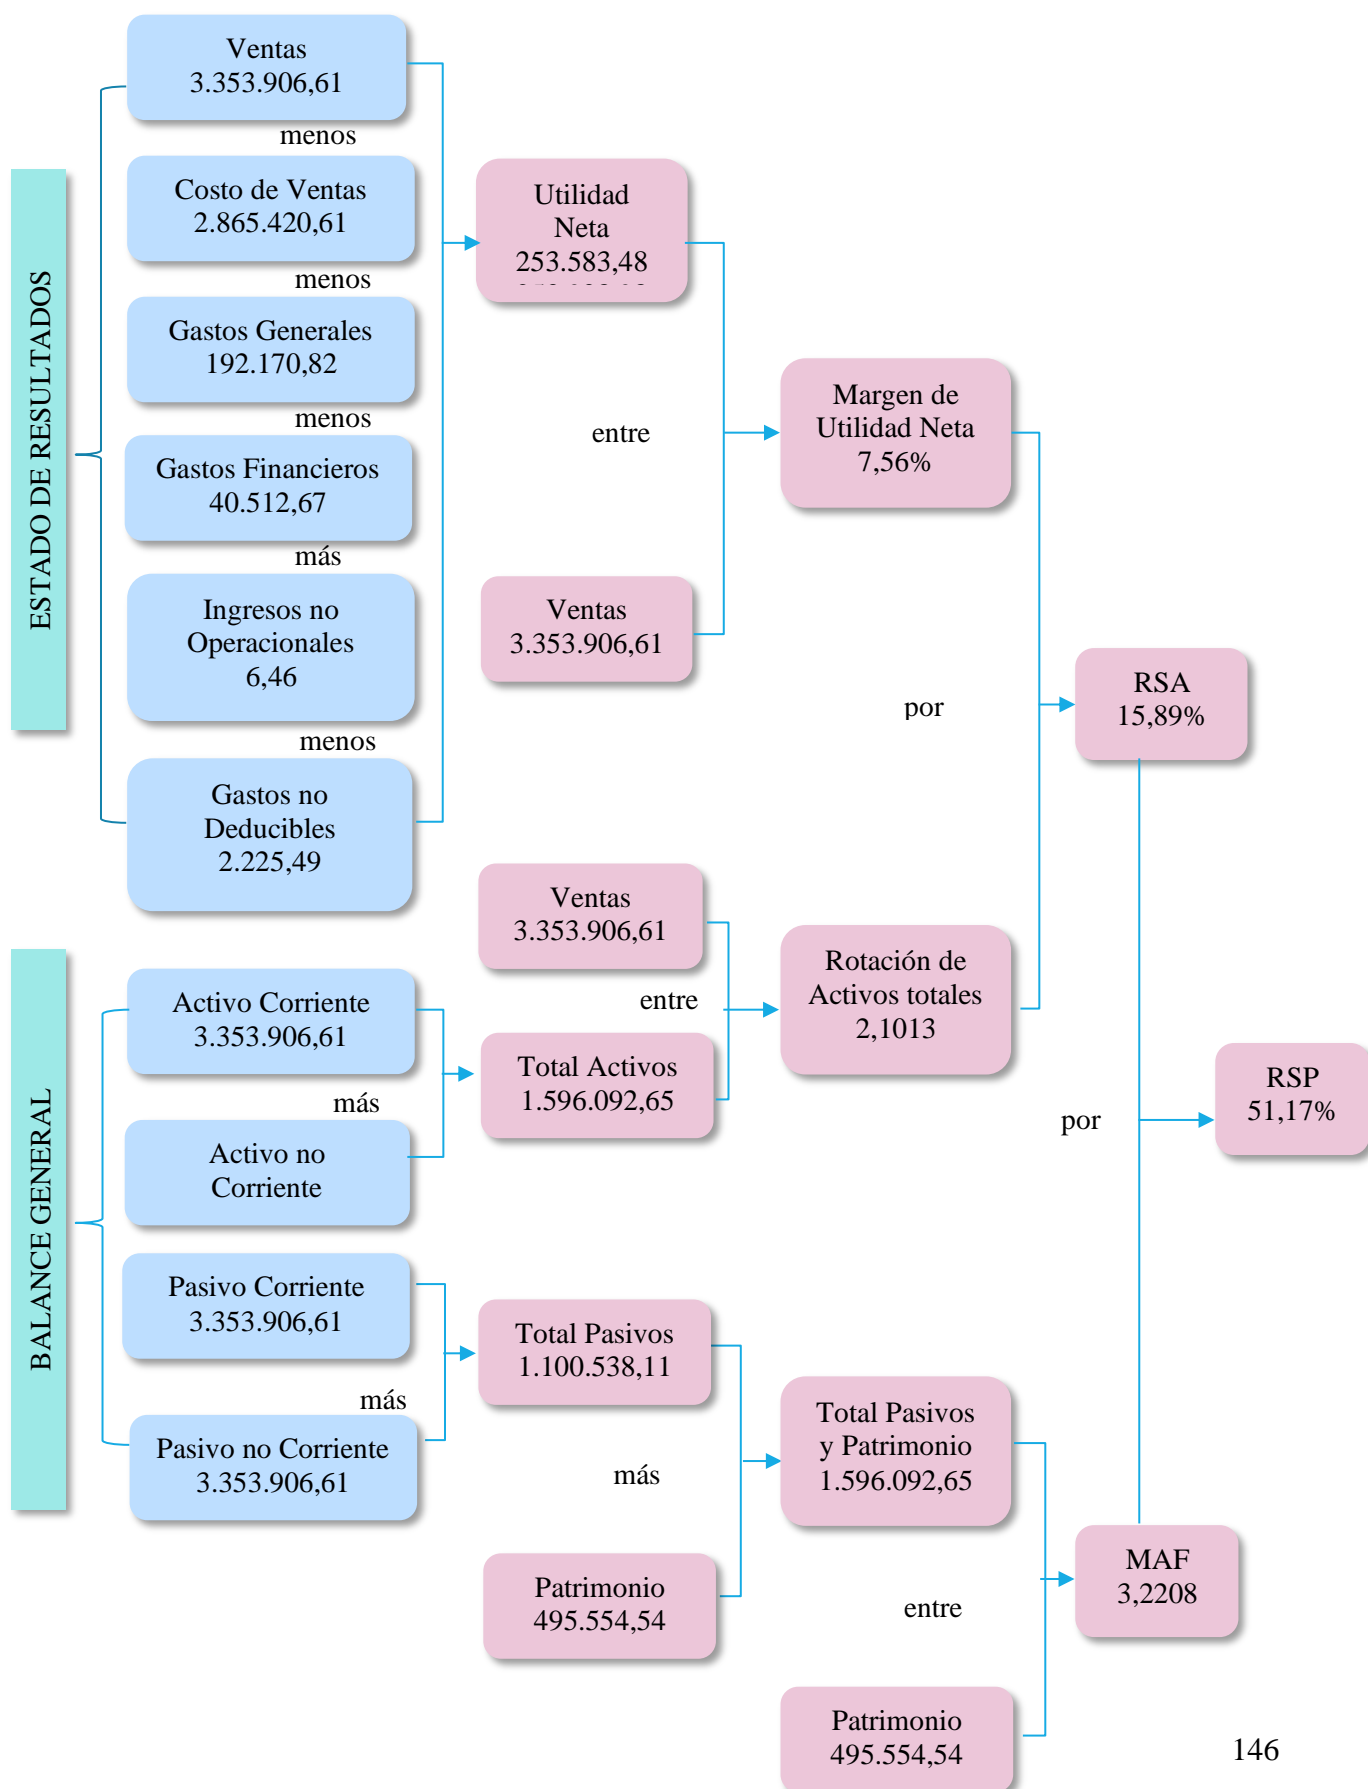 Ventas
3.353.906,61
menos
Costo de Ventas
2.865.420,61
menos
Gastos Generales
192.170,82
menos
Gastos Financieros
40.512,67
más
Ingresos no
Operacionales
6,46
menos
Gastos no
Deducibles
2.225,49
ESTADO DE RESULTADOS
Utilidad
Neta
253.583,48
entre
Ventas
3.353.906,61
Margen de
Utilidad Neta
7,56%
por
RSA
15,89%
Ventas
3.353.906,61
entre
Total Activos
1.596.092,65
Rotación de
Activos totales
2,1013
BALANCE GENERAL
Activo Corriente
3.353.906,61
más
Activo no
Corriente
Pasivo Corriente
3.353.906,61
más
Pasivo no Corriente
3.353.906,61
Total Pasivos
1.100.538,11
más
Patrimonio
495.554,54
Total Pasivos
y Patrimonio
1.596.092,65
entre
Patrimonio
495.554,54
MAF
3,2208
por
RSP
51,17%
146